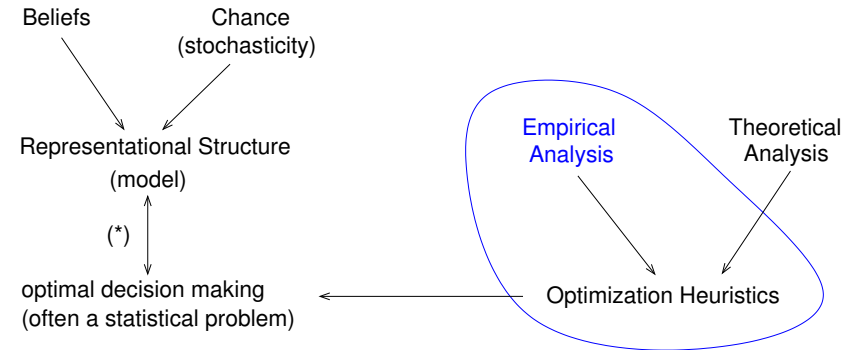 Beliefs
Chance
(stochasticity)
Empirical
Analysis
Theoretical
Analysis
Representational Structure
(model)
(*)
optimal decision making
(often a statistical problem)
Optimization Heuristics